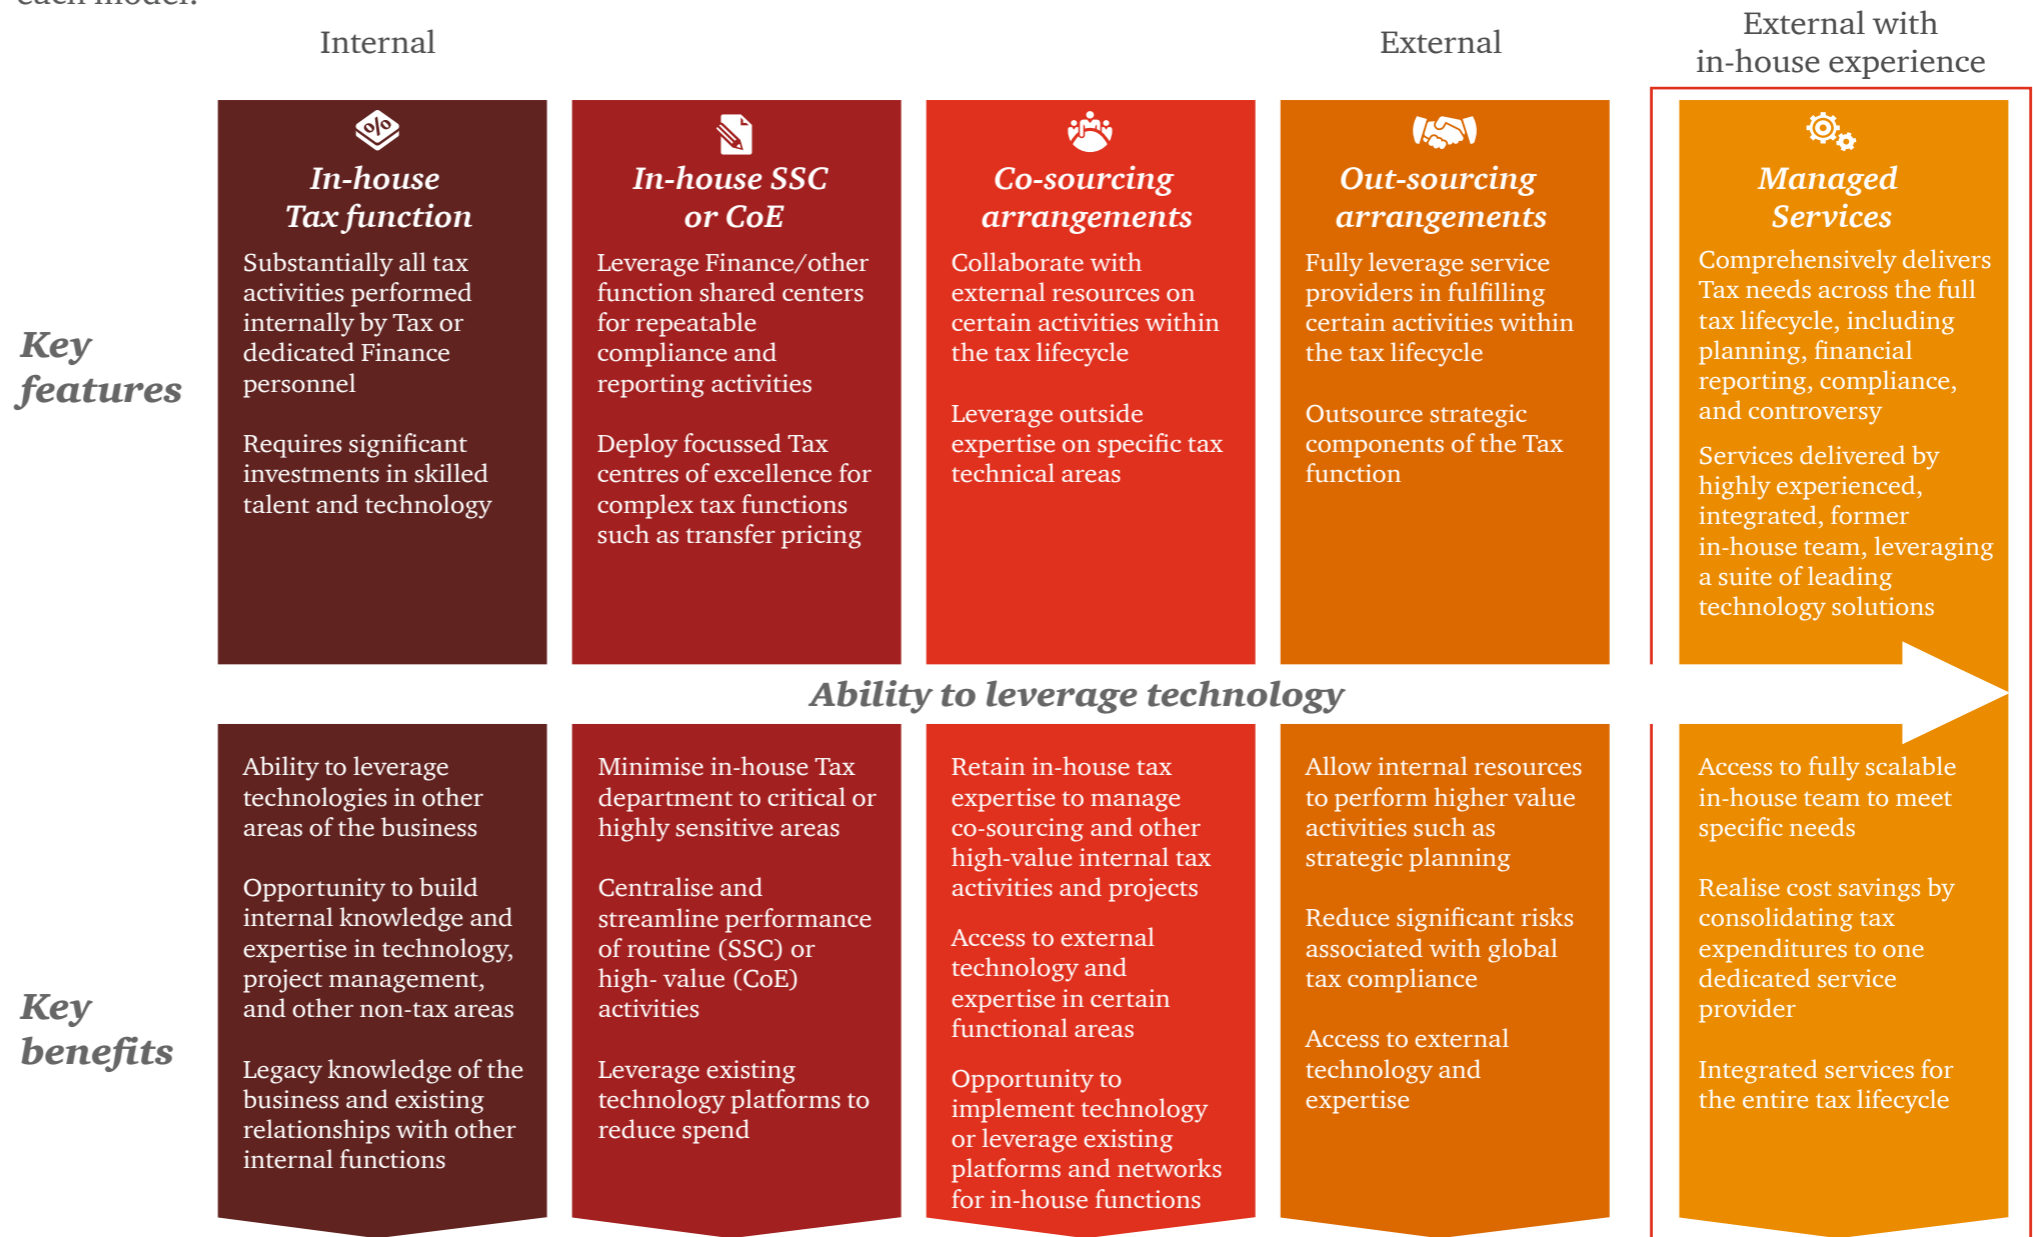 each model.
Internal
External
External with
in-house experience
Key
features
In-house
Tax function
Substantially all tax
activities performed
internally by Tax or
dedicated Finance
personnel
Requires significant
investments in skilled
talent and technology
In-house SSC
or CoE
Leverage Finance/other
function shared centers
for repeatable
compliance and
reporting activities
Deploy focussed Tax
centres of excellence for
complex tax functions
such as transfer pricing
Co-sourcing
arrangements
Collaborate with
external resources on
certain activities within
the tax lifecycle
Leverage outside
expertise on specific tax
technical areas
Out-sourcing
arrangements
Fully leverage service
providers in fulfilling
certain activities within
the tax lifecycle
Outsource strategic
components of the Tax
function
Managed
Services
Comprehensively delivers
Tax needs across the full
tax lifecycle, including
planning, financial
reporting, compliance,
and controversy
Services delivered by
highly experienced,
integrated, former
in-house team, leveraging
a suite of leading
technology solutions
Ability to leverage technology
Key
benefits
Ability to leverage
technologies in other
areas of the business
Opportunity to build
internal knowledge and
expertise in technology,
project management,
and other non-tax areas
Legacy knowledge of the
business and existing
relationships with other
internal functions
Minimise in-house Tax
department to critical or
highly sensitive areas
Centralise and
streamline performance
of routine (SSC) or
high- value (CoE)
activities
Leverage existing
technology platforms to
reduce spend
Retain in-house tax
expertise to manage
co-sourcing and other
high-value internal tax
activities and projects
Access to external
technology and
expertise in certain
functional areas
Opportunity to
implement technology
or leverage existing
platforms and networks
for in-house functions
Allow internal resources
to perform higher value
activities such as
strategic planning
Reduce significant risks
associated with global
tax compliance
Access to external
technology and
expertise
Access to fully scalable
in-house team to meet
specific needs
Realise cost savings by
consolidating tax
expenditures to one
dedicated service
provider
Integrated services for
the entire tax lifecycle